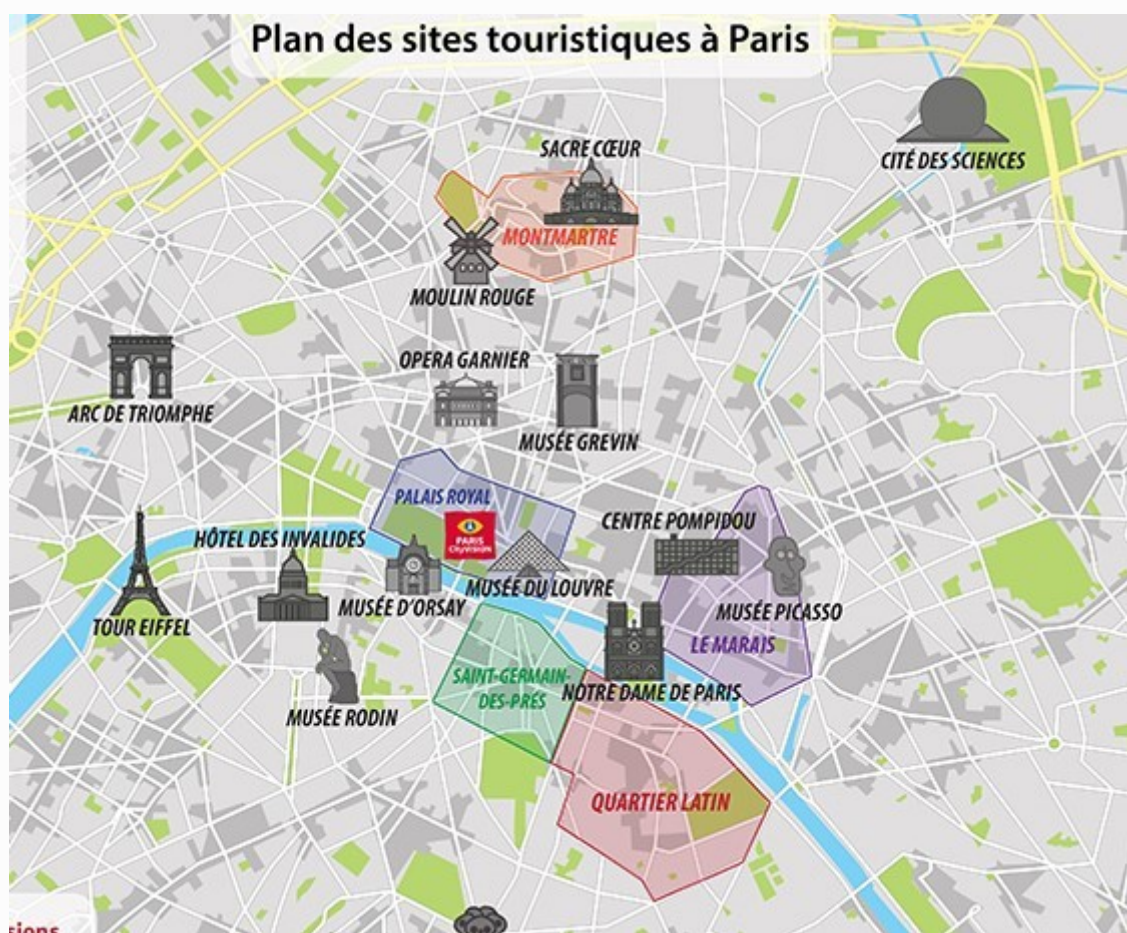 Plan des sites touristiques à Paris
SACRE CŒUR
CITÉ DES SCIENCES
MONTMARTRE
MOULIN ROUGE
OPERA GARNIER
ARC DE TRIOMPHE
MUSÉE GREVIN
PALAIS ROYAL
CENTRE POMPIDOU
PARIS
CityVISION
HÔTEL DES INVALIDES
MUSÉE DU LOUVRE
MUSÉE D'ORSAY
MUSÉE PICASSO
TOUR EIFFEL
LE MARAIS
SAINT-GERMAIN-
DES-PRÉS
NOTRE DAME DE PARIS
MUSÉE RODIN
QUARTIER LATIN
sions